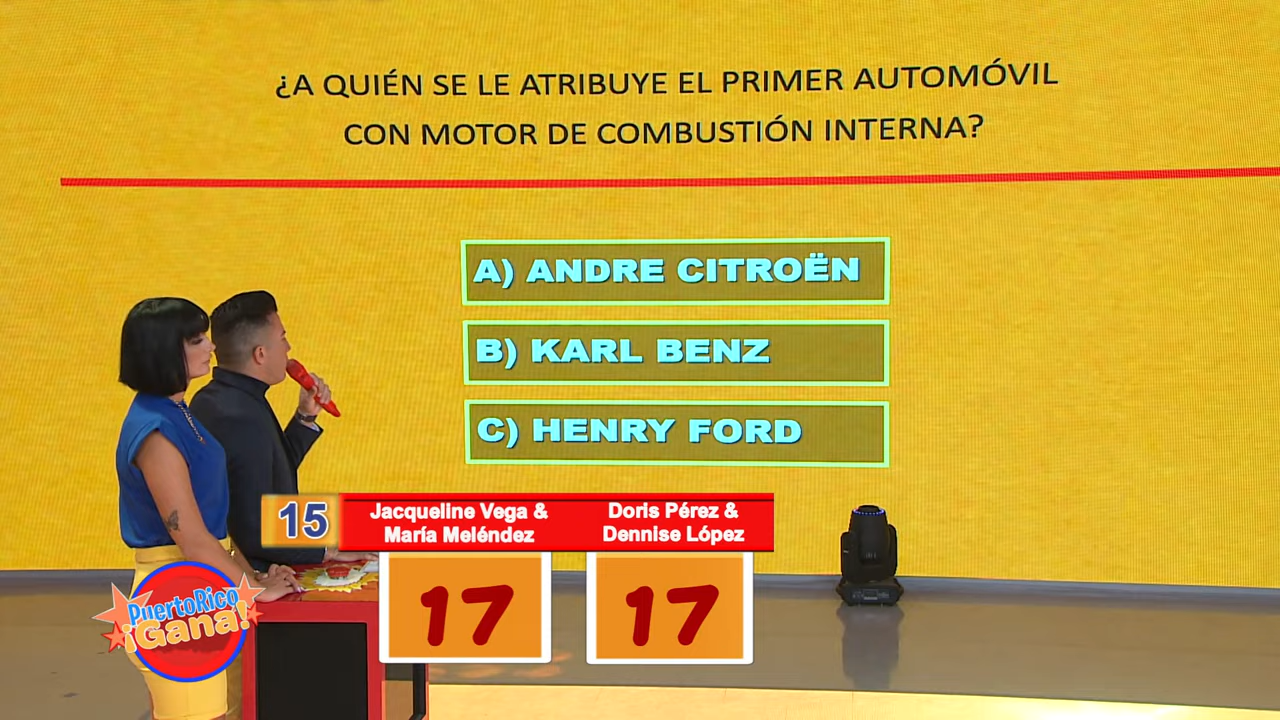 ¿A QUIÉN SE LE ATRIBUYE EL PRIMER AUTOMÓVIL
CON MOTOR DE COMBUSTIÓN INTERNA?
A) ANDRE CITROËN
B) KARL BENZ
C) HENRY FORD
15
Jacqueline Vega &
María Meléndez
Doris Pérez &
Dennise López
17
17
PuertoRico
¡Gana!